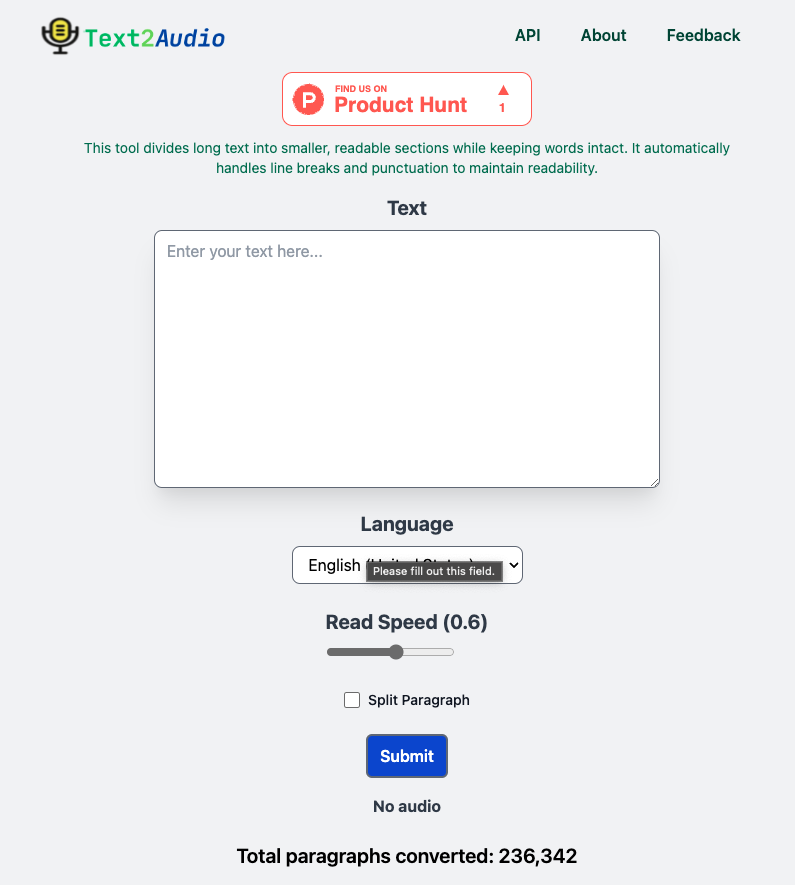 Text2Audio
API
About
Feedback
FIND US ON
Product Hunt
1
This tool divides long text into smaller, readable sections while keeping words intact. It automatically
handles line breaks and punctuation to maintain readability.
Text
Enter your text here...
Language
English
Please fill out this field.
Read Speed (0.6)
Split Paragraph
Submit
No audio
Total paragraphs converted: 236,342